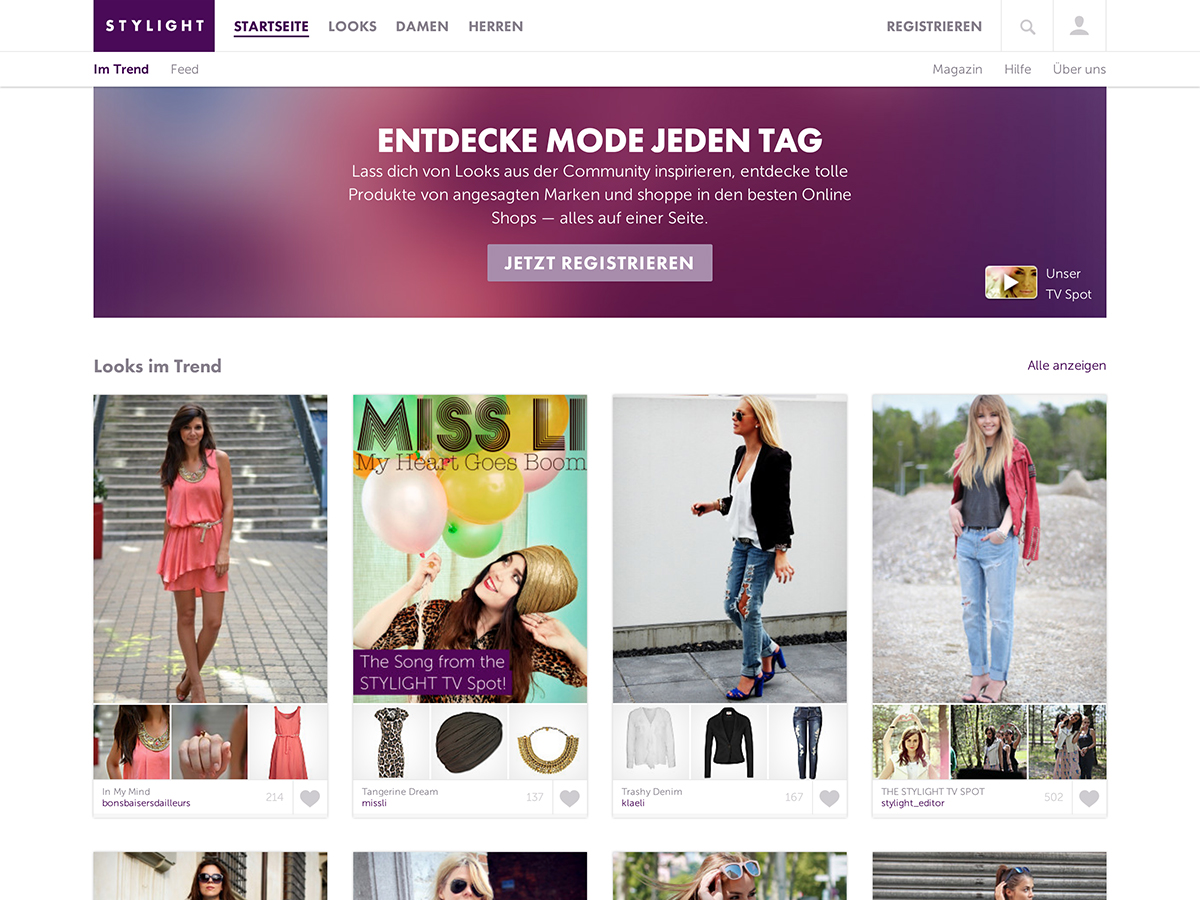 STYLIGHT
STARTSEITE LOOKS DAMEN HERREN
REGISTRIEREN
Im Trend Feed
Magazin Hilfe Über uns
ENTDECKE MODE JEDEN TAG
Lass dich von Looks aus der Community inspirieren, entdecke tolle
Produkte von angesagten Marken und shoppe in den besten Online
Shops — alles auf einer Seite.
JETZT REGISTRIEREN
Unser
TV Spot
Looks im Trend
Alle anzeigen
MISS LI
My Heart Goes Boom
The Song from the
STYLIGHT TV Spot!
In My Mind
bonsbaisersdailleurs
214
Tangerine Dream
missli
137
Trashy Denim
klaeli
167
THE STYLIGHT TV SPOT
stylight_editor
502